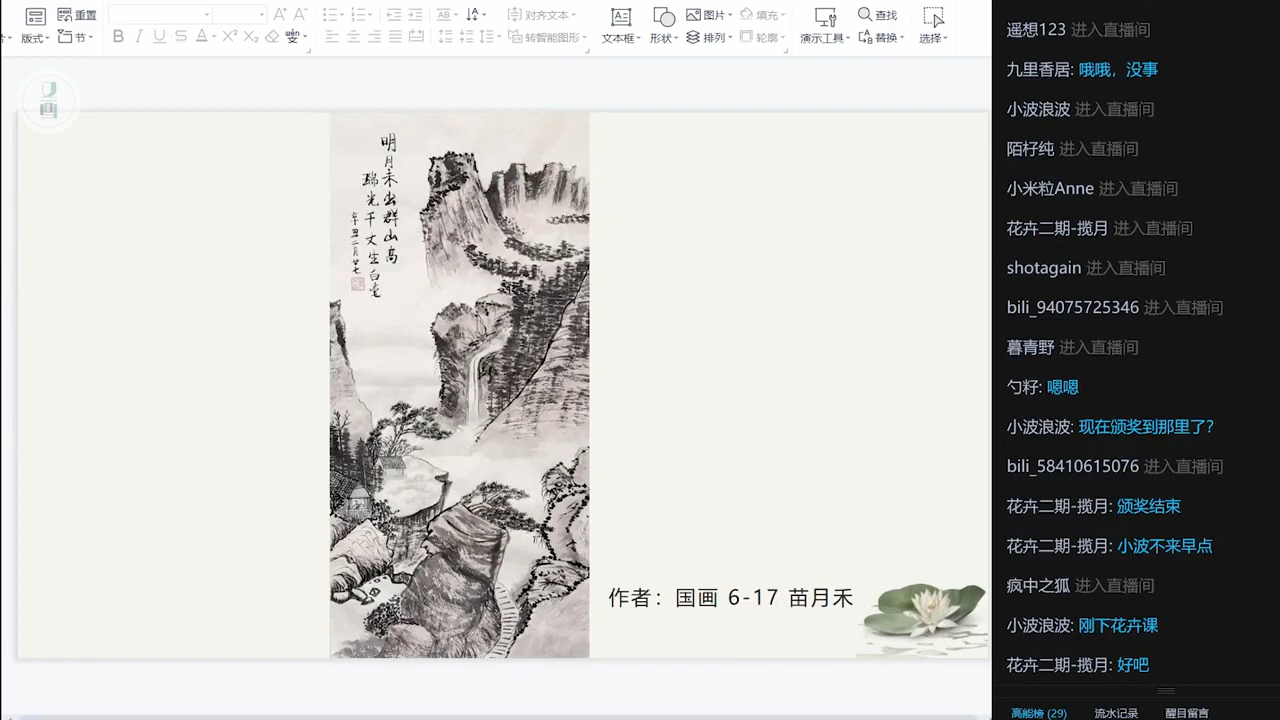 重置
版式
节
B I U S A X² X₂
对齐文本
转智能图形
文本框
形状
图片
排列
填充
轮廓
演示工具
查找
替换
选择
明月未出群山高
瑞光千丈生白毫
辛丑二月廿七
作者：国画 6-17 苗月禾
遥想123 进入直播间
九里香居: 哦哦，没事
小波浪波 进入直播间
陌杍纯 进入直播间
小米粒Anne 进入直播间
花卉二期-揽月 进入直播间
shotagain 进入直播间
bili_94075725346 进入直播间
暮青野 进入直播间
勺籽: 嗯嗯
小波浪波: 现在颁奖到那里了？
bili_58410615076 进入直播间
花卉二期-揽月: 颁奖结束
花卉二期-揽月: 小波不来早点
疯中之狐 进入直播间
小波浪波: 刚下花卉课
花卉二期-揽月: 好吧
高能榜 (29)
流水记录
醒目留言